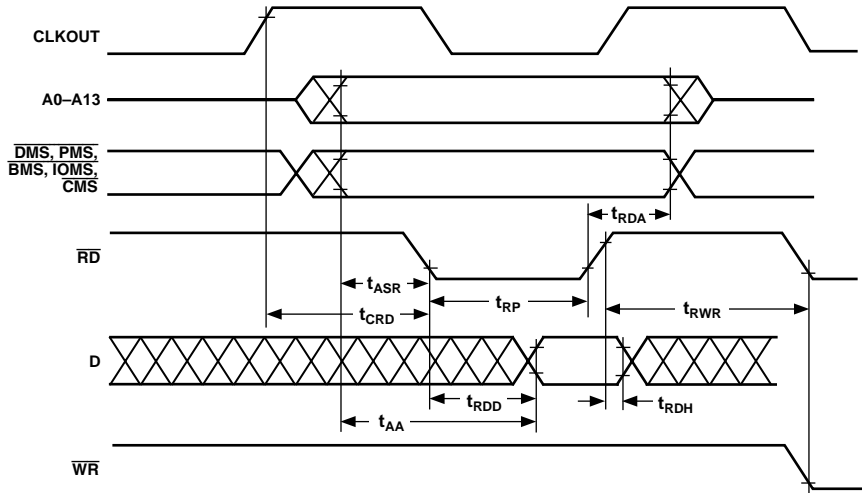 CLKOUT
A0–A13
DMS, PMS,
BMS, IOMS,
CMS
tRDA
RD
tASR
tRP
tCRD
tRWR
D
tRDD
tRDH
tAA
WR